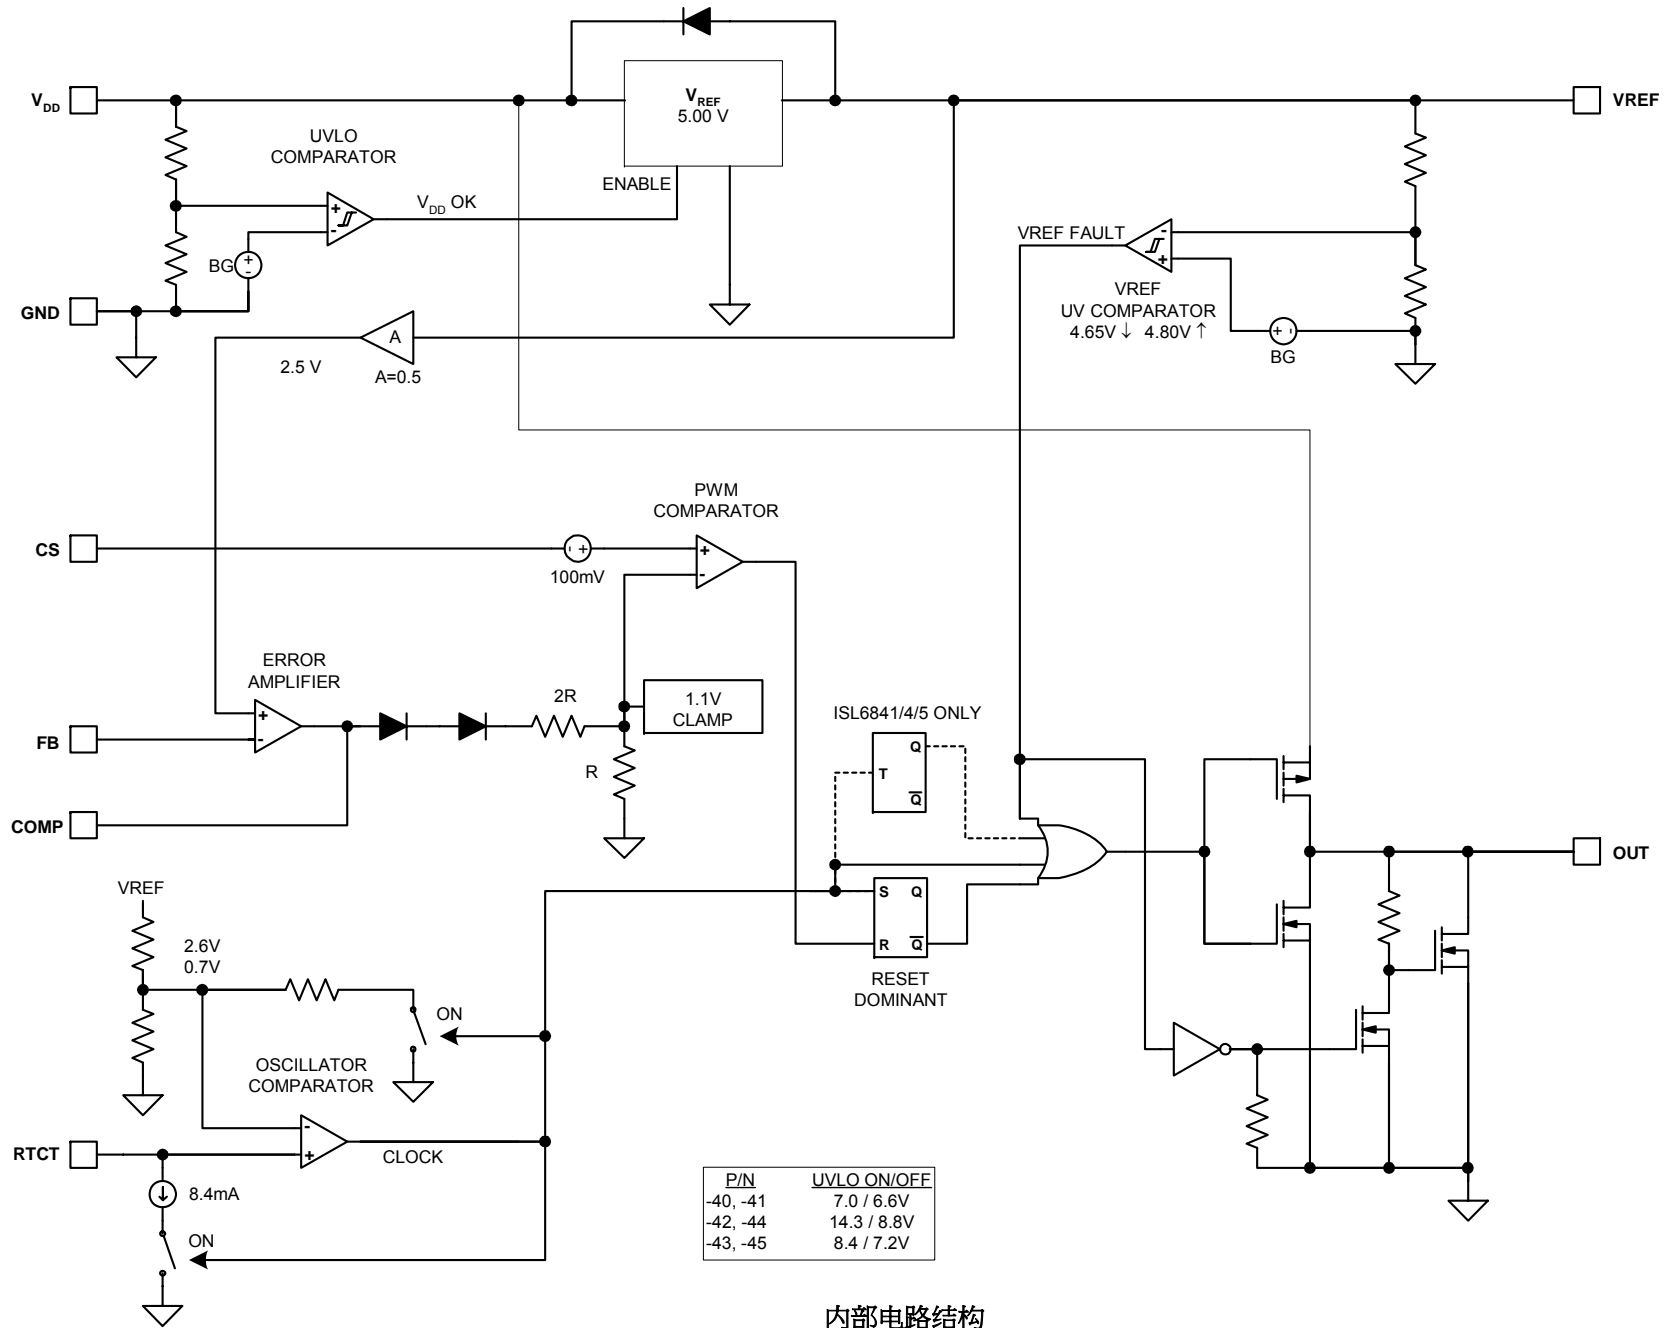 V_REF
5.00 V
V_DD
VREF
UVLO
COMPARATOR
ENABLE
V_DD OK
+
-
BG
+
-
GND
VREF FAULT
-
+
VREF
UV COMPARATOR
4.65V ↓ 4.80V ↑
+ -
BG
A
2.5 V
A=0.5
PWM
COMPARATOR
CS
- +
100mV
+
-
ERROR
AMPLIFIER
+
-
FB
2R
1.1V
CLAMP
R
COMP
ISL6841/4/5 ONLY
Q
T
Q̅
OUT
VREF
2.6V
0.7V
S Q
R Q̅
RESET
DOMINANT
ON
OSCILLATOR
COMPARATOR
-
+
RTCT
CLOCK
8.4mA
ON
P/N UVLO ON/OFF
-40, -41 7.0 / 6.6V
-42, -44 14.3 / 8.8V
-43, -45 8.4 / 7.2V
内部电路结构